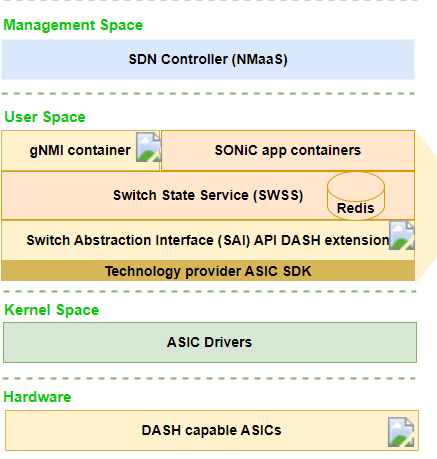 Management Space
SDN Controller (NMaaS)
User Space
gNMI container
SONiC app containers
Switch State Service (SWSS)
Redis
Switch Abstraction Interface (SAI) API DASH extension
Technology provider ASIC SDK
Kernel Space
ASIC Drivers
Hardware
DASH capable ASICs